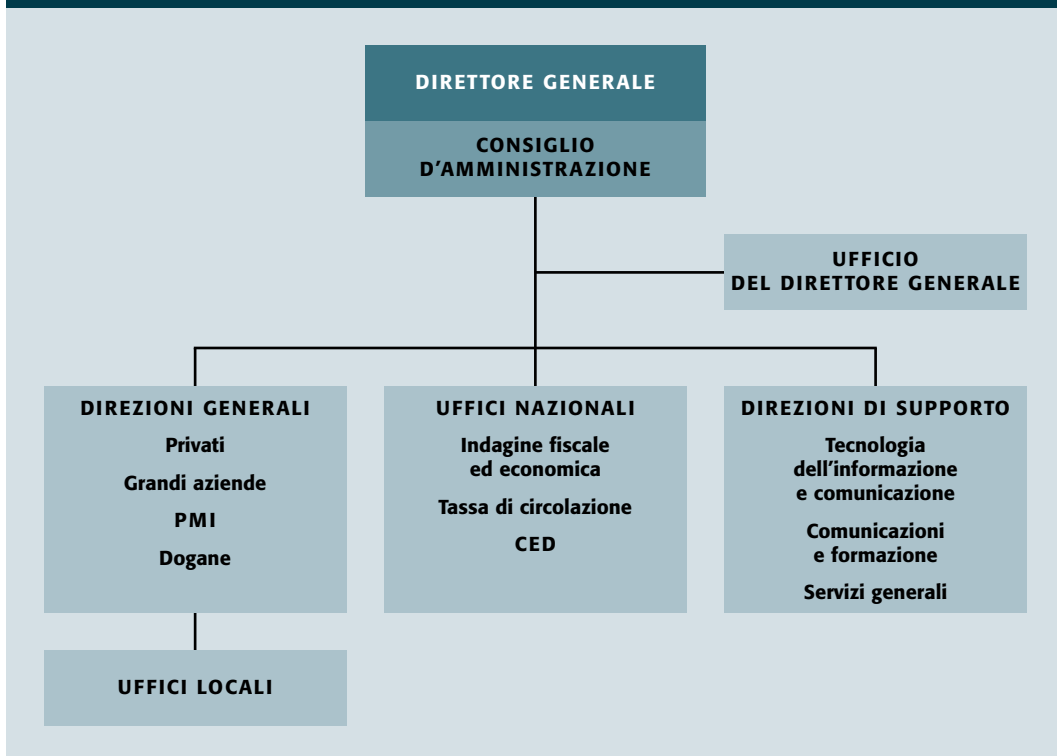 DIRETTORE GENERALE
CONSIGLIO
D'AMMINISTRAZIONE
UFFICIO
DEL DIRETTORE GENERALE
DIREZIONI GENERALI
Privati
Grandi aziende
PMI
Dogane
UFFICI NAZIONALI
Indagine fiscale
ed economica
Tassa di circolazione
CED
DIREZIONI DI SUPPORTO
Tecnologia
dell'informazione
e comunicazione
Comunicazioni
e formazione
Servizi generali
UFFICI LOCALI